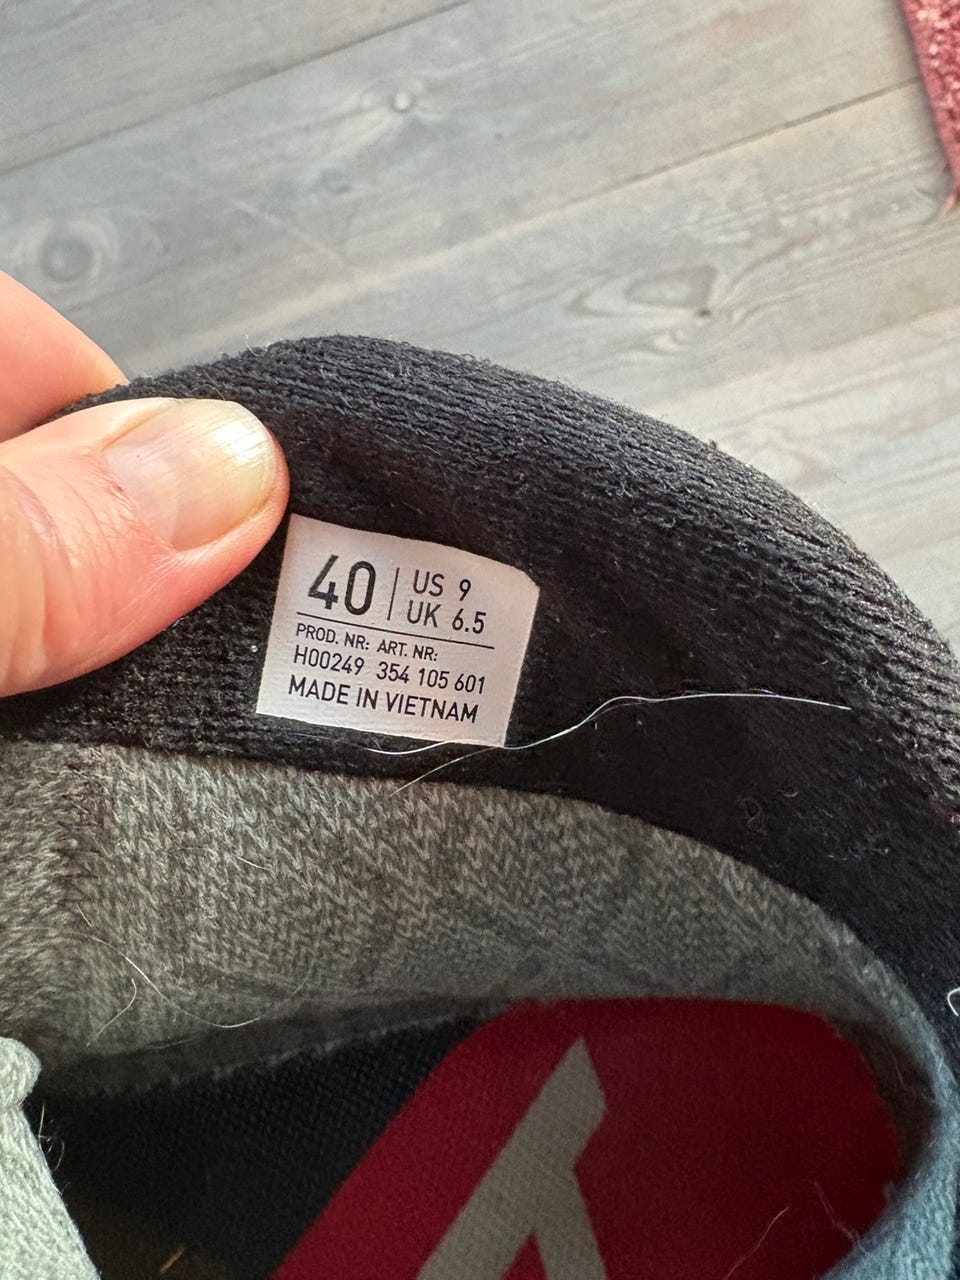 40 | US 9
UK 6.5
PROD. NR: ART. NR:
H00249 354 105 601
MADE IN VIETNAM